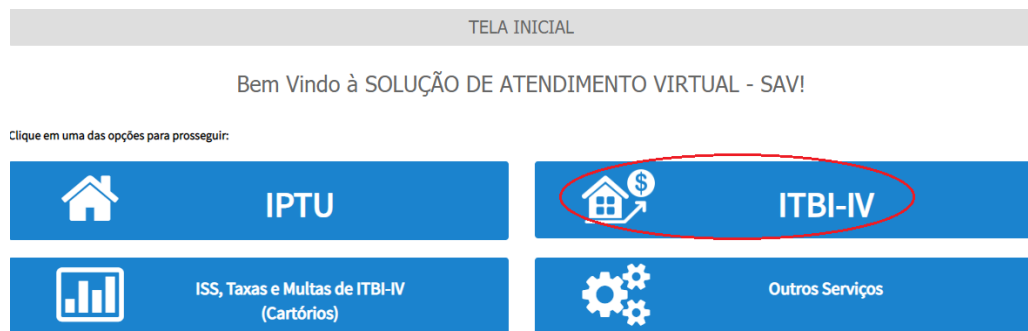 TELA INICIAL
Bem Vindo à SOLUÇÃO DE ATENDIMENTO VIRTUAL - SAV!
Clique em uma das opções para prosseguir:
IPTU
$
ITBI-IV
ISS, Taxas e Multas de ITBI-IV
(Cartórios)
Outros Serviços